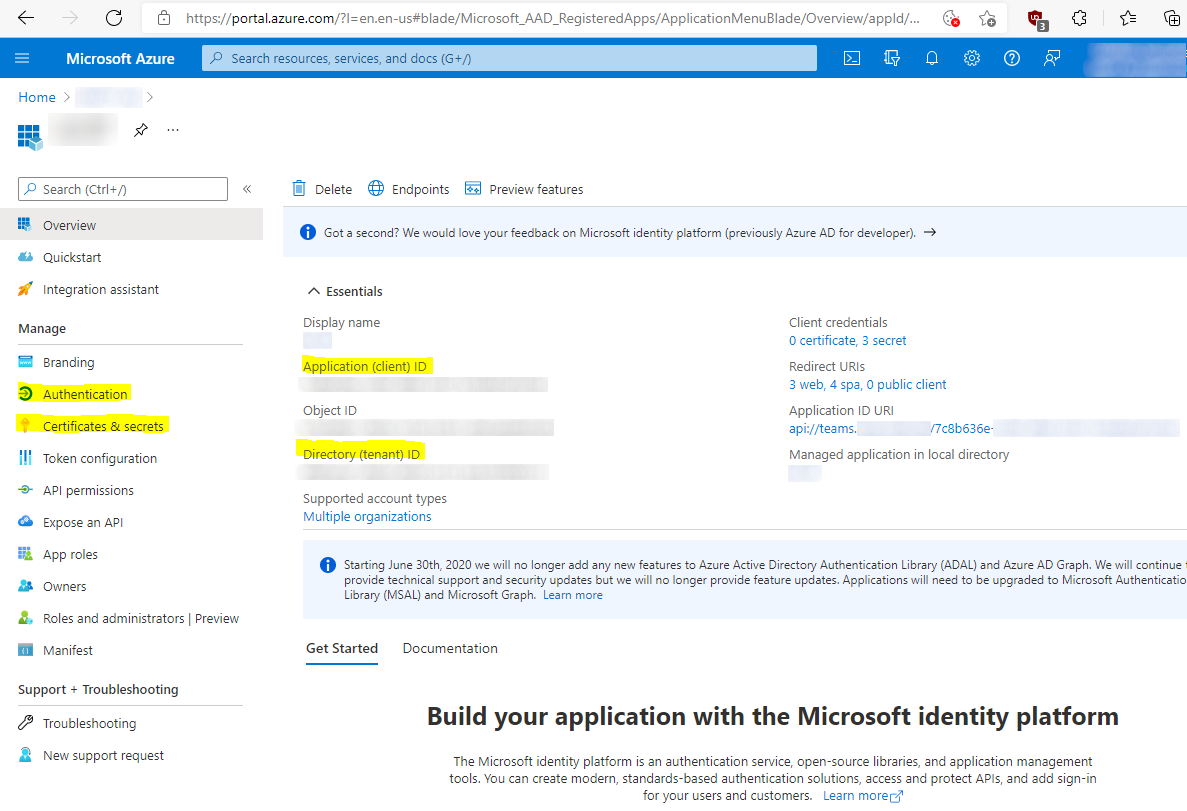 https://portal.azure.com/?l=en.en-us#blade/Microsoft_AAD_RegisteredApps/ApplicationMenuBlade/Overview/appId/...
3
Microsoft Azure
Search resources, services, and docs (G+/)
Home
Search (Ctrl+/)
Delete
Endpoints
Preview features
Overview
Quickstart
Integration assistant
Manage
Branding
Authentication
Certificates & secrets
Token configuration
API permissions
Expose an API
App roles
Owners
Roles and administrators | Preview
Manifest
Support + Troubleshooting
Troubleshooting
New support request
Got a second? We would love your feedback on Microsoft identity platform (previously Azure AD for developer).
Essentials
Display name
Application (client) ID
Object ID
Directory (tenant) ID
Supported account types
Multiple organizations
Client credentials
0 certificate, 3 secret
Redirect URIs
3 web, 4 spa, 0 public client
Application ID URI
api://teams. /7c8b636e-
Managed application in local directory
Starting June 30th, 2020 we will no longer add any new features to Azure Active Directory Authentication Library (ADAL) and Azure AD Graph. We will continue
provide technical support and security updates but we will no longer provide feature updates. Applications will need to be upgraded to Microsoft Authentication
Library (MSAL) and Microsoft Graph. Learn more
Get Started
Documentation
Build your application with the Microsoft identity platform
The Microsoft identity platform is an authentication service, open-source libraries, and application management
tools. You can create modern, standards-based authentication solutions, access and protect APIs, and add sign-in
for your users and customers. Learn more